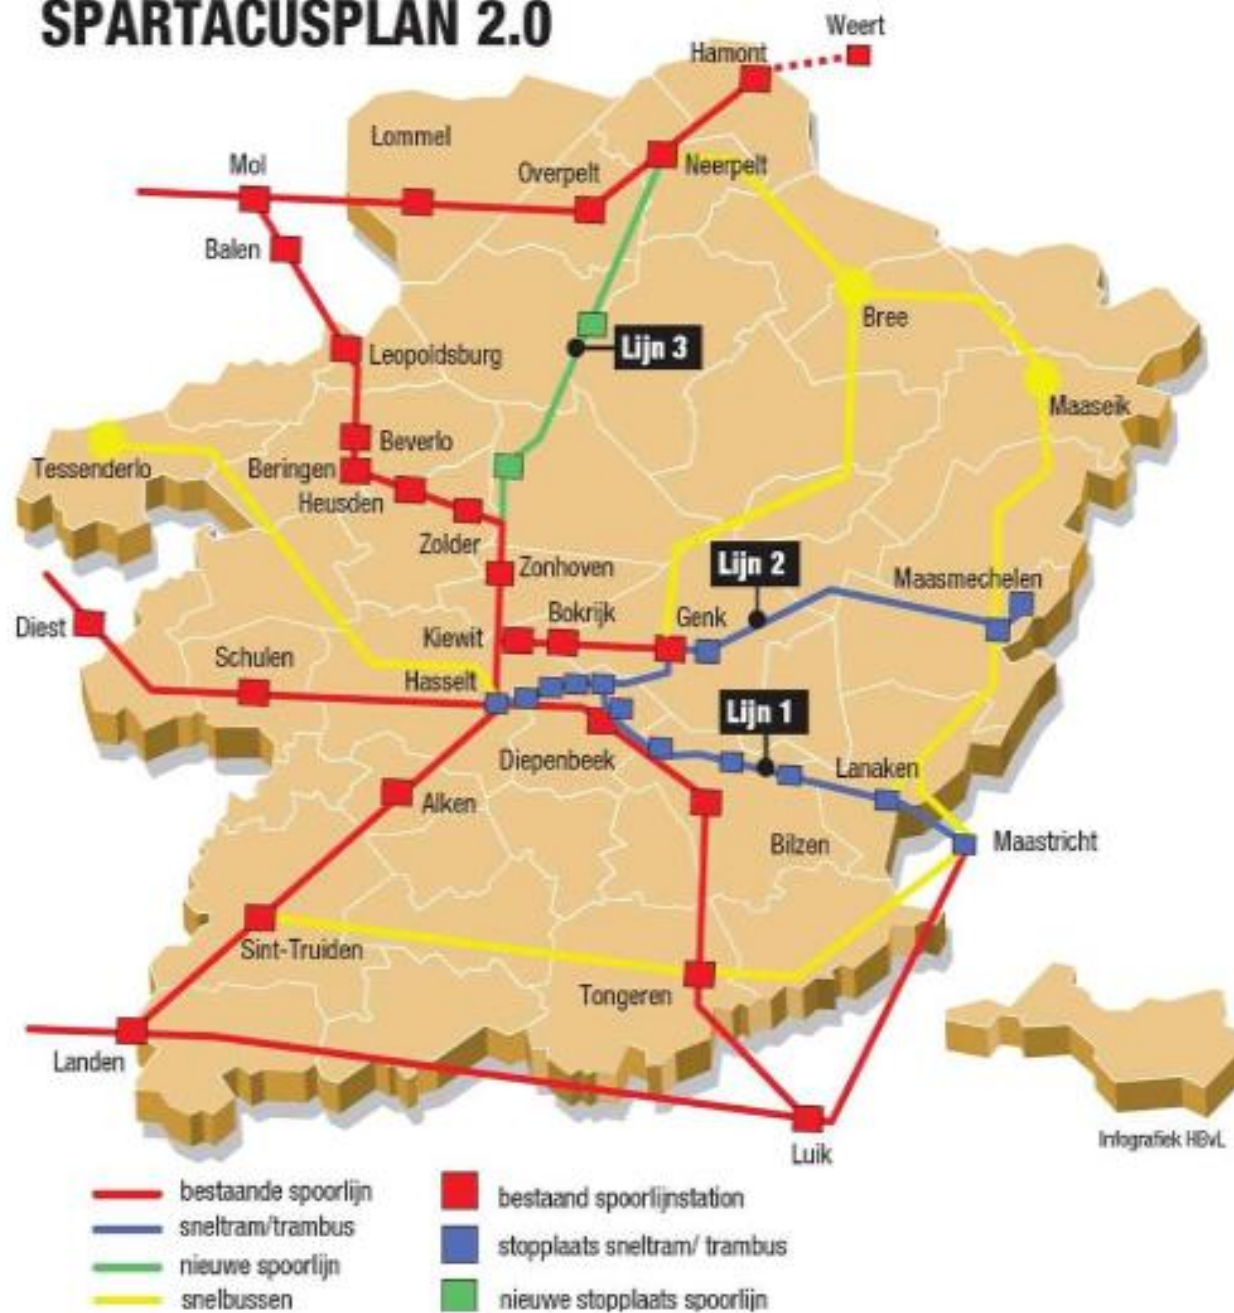 SPARTACUSPLAN 2.0
Weert
Hamont
Lommel
Mol
Overpelt
Neerpelt
Balen
Bree
Lijn 3
Leopoldsburg
Maaseik
Beverlo
Tessenderlo
Beringen
Heusden
Zolder
Lijn 2
Zonhoven
Maasmechelen
Bokrijk
Genk
Diest
Kiewit
Schulen
Hasselt
Lijn 1
Diepenbeek
Lanaken
Alken
Bilzen
Maastricht
Sint-Truiden
Tongeren
Landen
Luik
Infografiek HBvL
bestaande spoorlijn
sneltram/trambus
nieuwe spoorlijn
snelbussen
bestaand spoorlijnstation
stopplaats sneltram/ trambus
nieuwe stopplaats spoorlijn